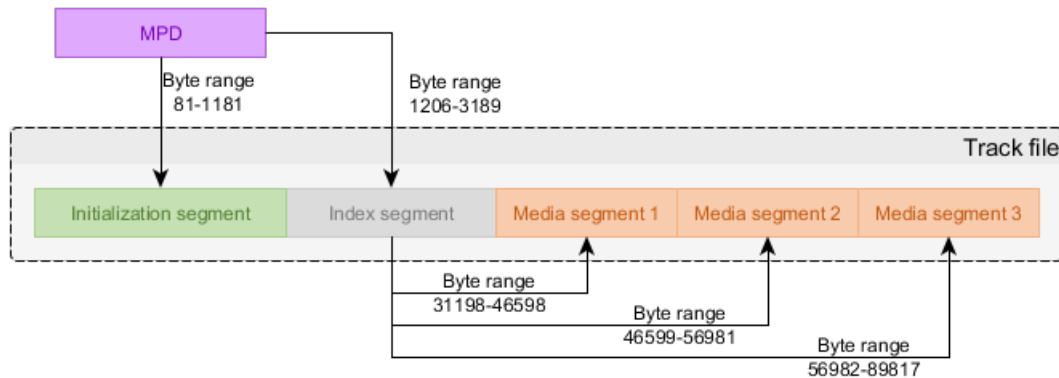 MPD
Byte range
81-1181
Byte range
1206-3189
Track file
Initialization segment
Index segment
Media segment 1
Media segment 2
Media segment 3
Byte range
31198-46598
Byte range
46599-56981
Byte range
56982-89817